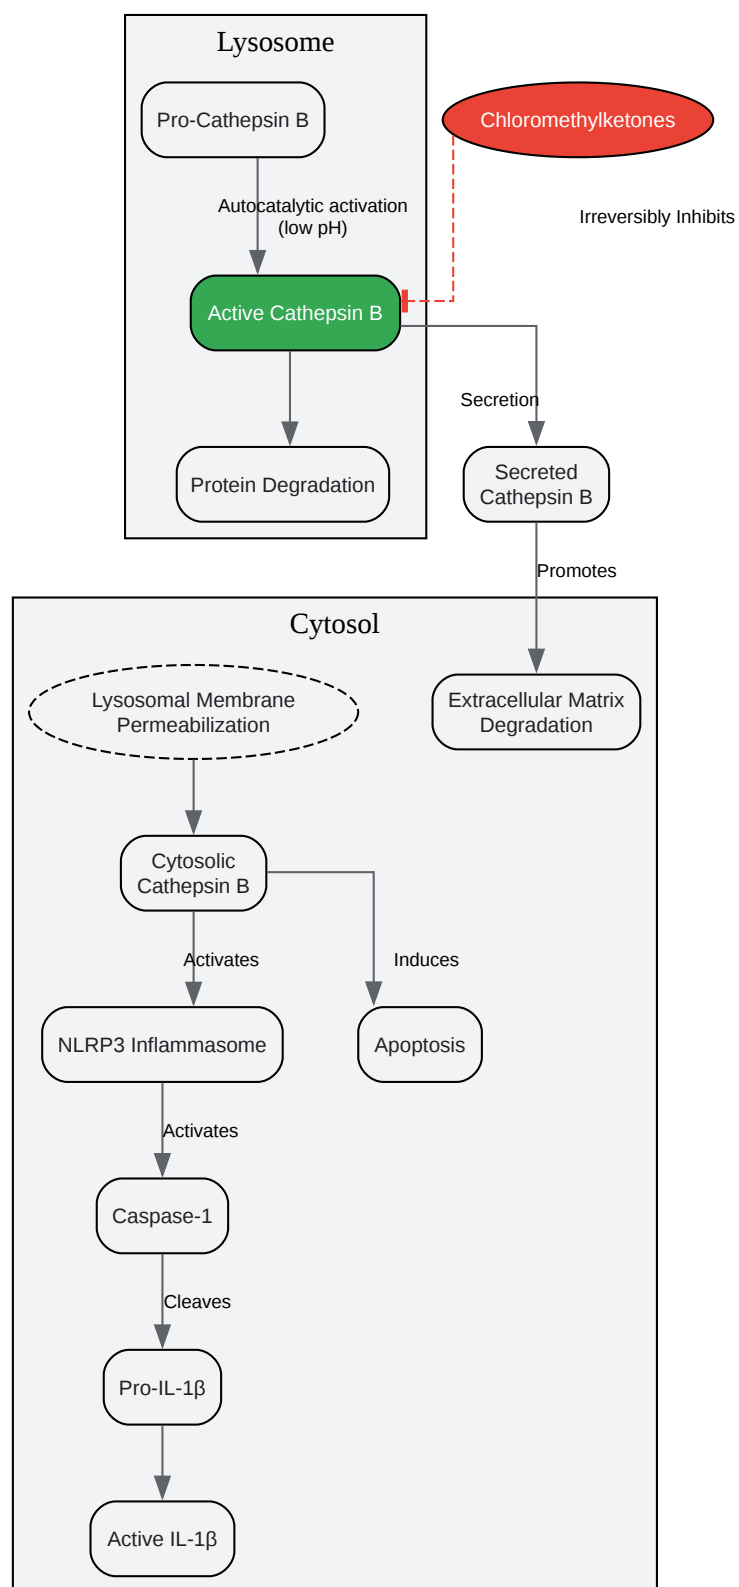 Lysosome
Pro-Cathepsin B
Chloromethylketones
Autocatalytic activation
(low pH)
Irreversibly Inhibits
Active Cathepsin B
Secretion
Protein Degradation
Secreted
Cathepsin B
Promotes
Cytosol
Lysosomal Membrane
Permeabilization
Extracellular Matrix
Degradation
Cytosolic
Cathepsin B
Activates
Induces
NLRP3 Inflammasome
Apoptosis
Activates
Caspase-1
Cleaves
Pro-IL-1β
Active IL-1β